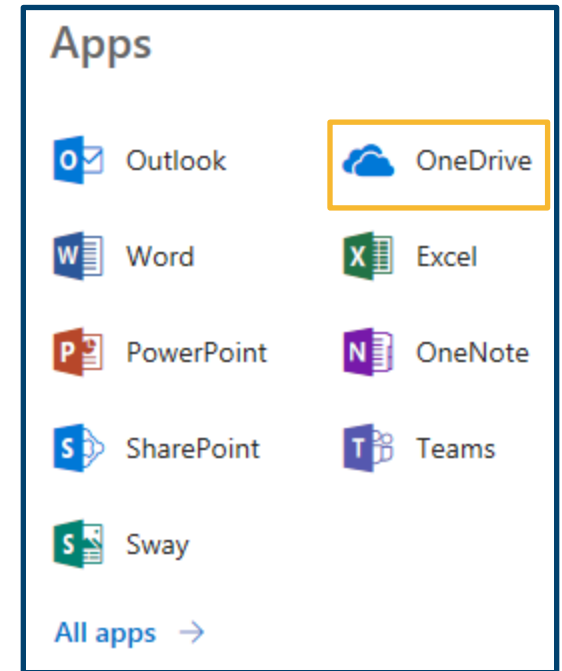 Apps
Outlook OneDrive
Word Excel
PowerPoint OneNote
SharePoint Teams
Sway
All apps →